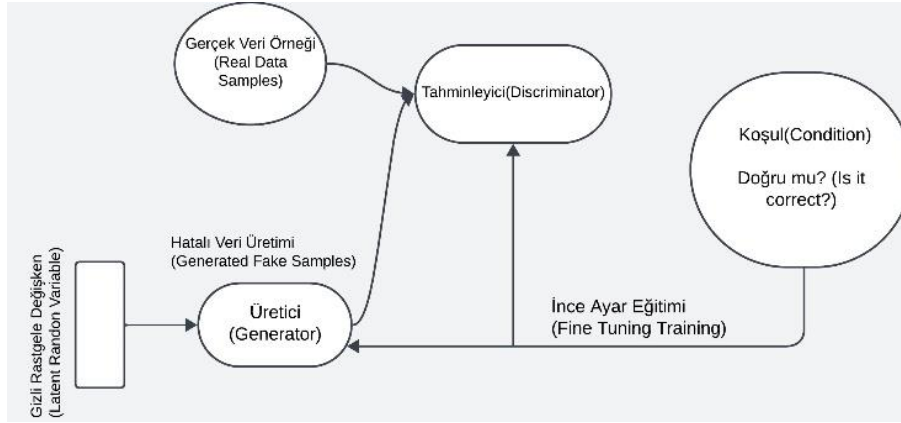 Gerçek Veri Örneği
(Real Data
Samples)
Tahminleyici(Discriminator)
Koşul(Condition)
Doğru mu? (Is it
correct?)
Hatalı Veri Üretimi
(Generated Fake Samples)
Üretici
(Generator)
İnce Ayar Eğitimi
(Fine Tuning Training)
Gizli Rastgele Değişken
(Latent Randon Variable)